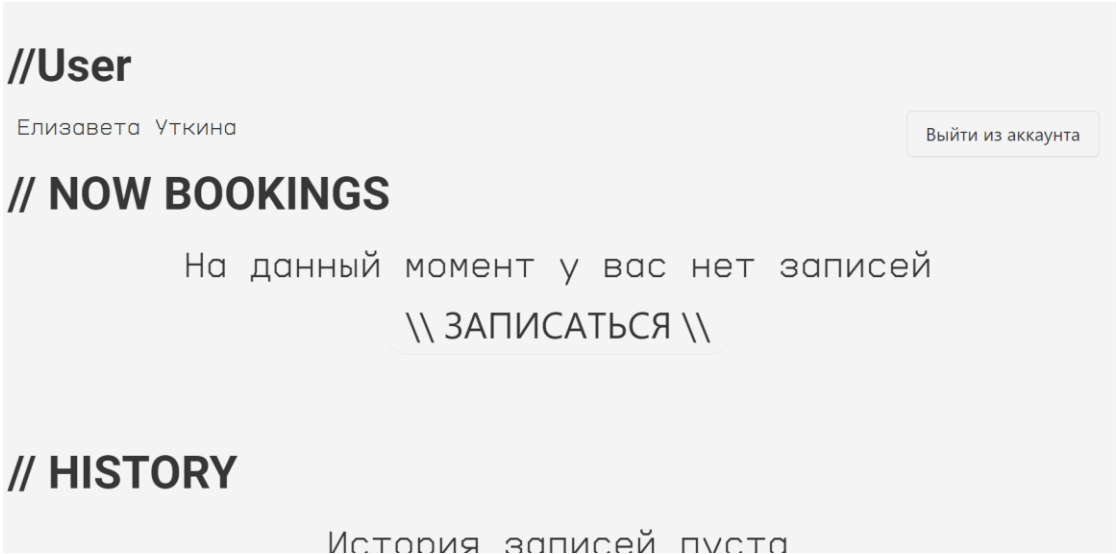 //User
Елизавета Уткина
Выйти из аккаунта
// NOW BOOKINGS
На данный момент у вас нет записей
\\ ЗАПИСАТЬСЯ \\
// HISTORY
История записей пуста